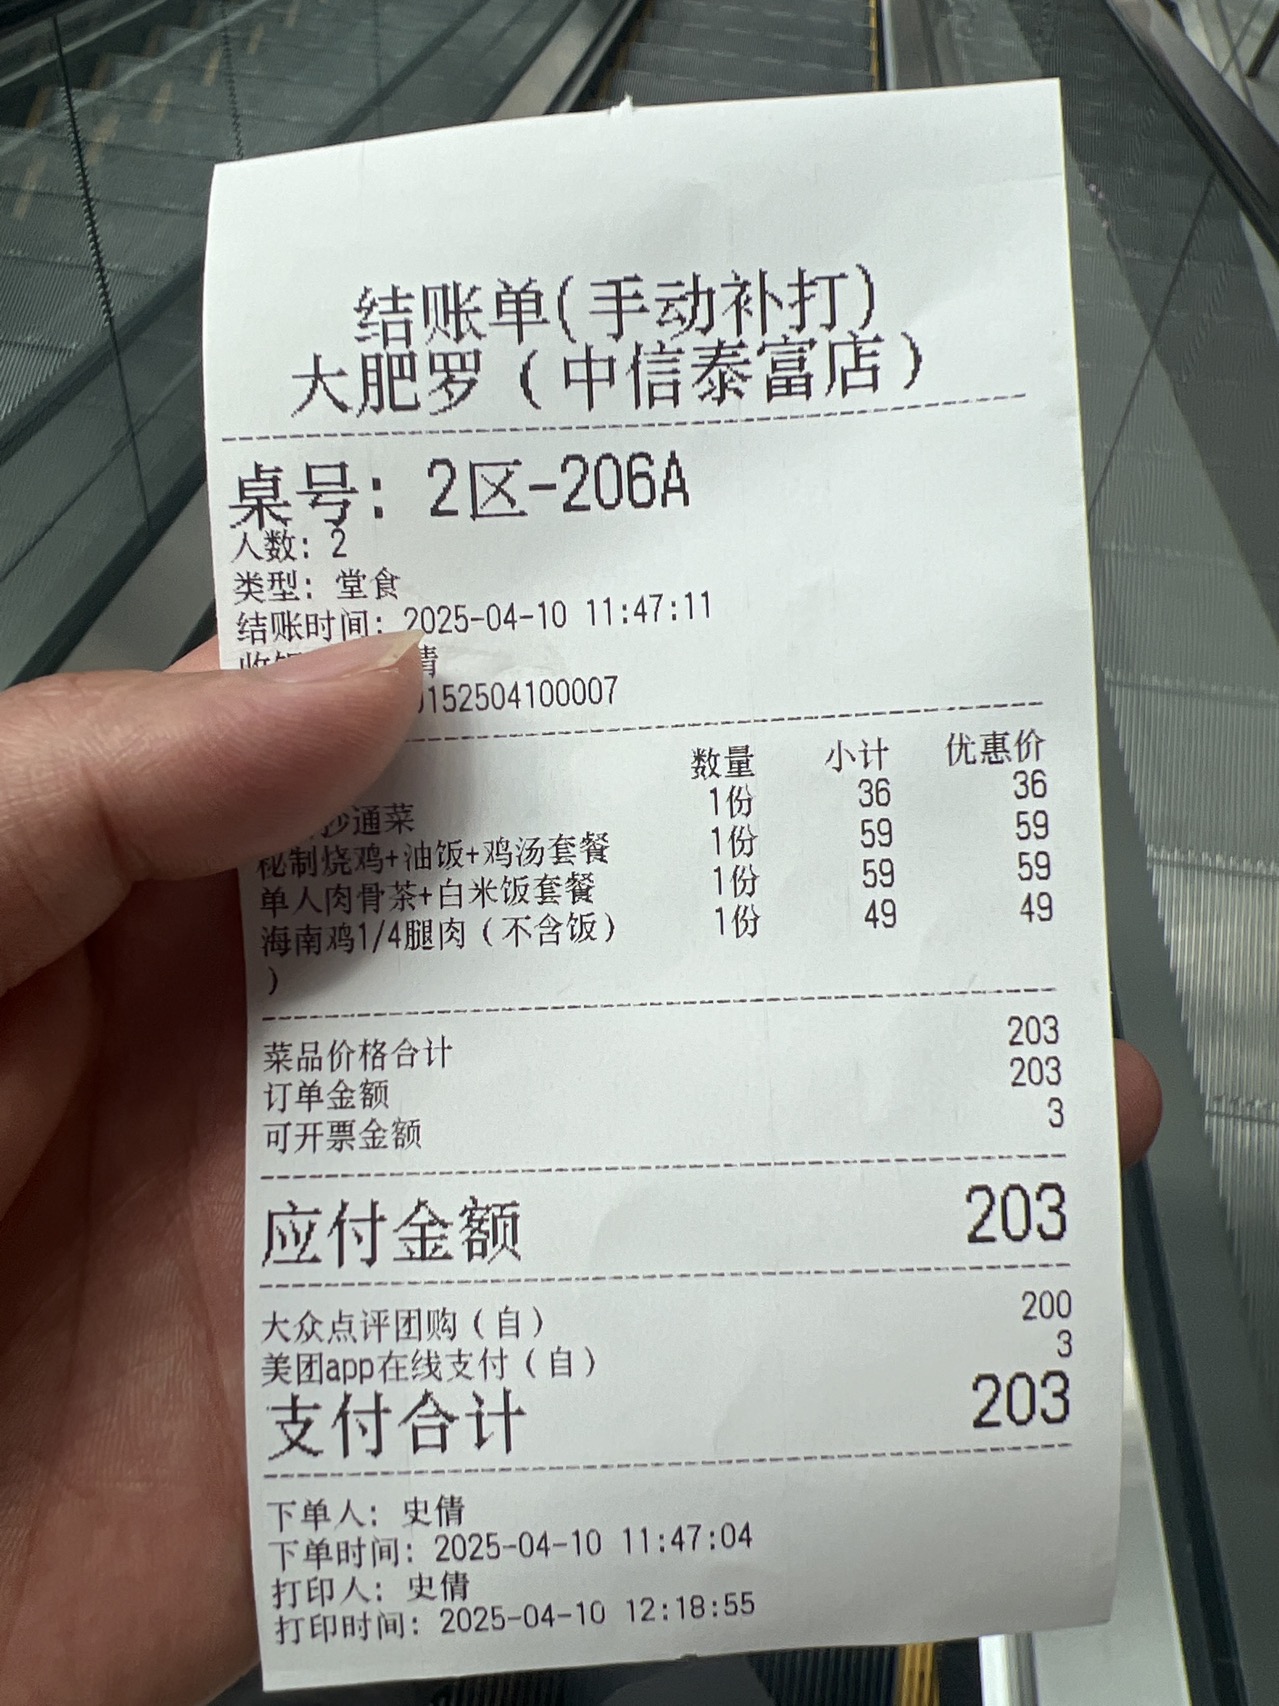 结账单(手动补打)
大肥罗（中信泰富店）
桌号: 2区-206A
人数: 2
类型: 堂食
结账时间: 2025-04-10 11:47:11
倩
152504100007
数量 小计 优惠价
炒通菜 1份 36 36
秘制烧鸡+油饭+鸡汤套餐 1份 59 59
单人肉骨茶+白米饭套餐 1份 59 59
海南鸡1/4腿肉（不含饭） 1份 49 49
）
菜品价格合计 203
订单金额 203
可开票金额 3
应付金额 203
大众点评团购（自） 200
美团app在线支付（自） 3
支付合计 203
下单人: 史倩
下单时间: 2025-04-10 11:47:04
打印人: 史倩
打印时间: 2025-04-10 12:18:55